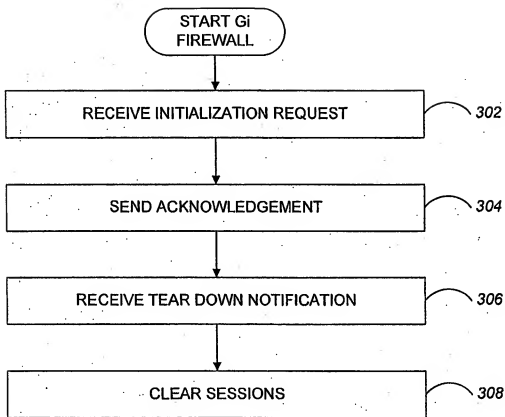 START Gi
FIREWALL
RECEIVE INITIALIZATION REQUEST
302
SEND ACKNOWLEDGEMENT
304
RECEIVE TEAR DOWN NOTIFICATION
306
CLEAR SESSIONS
308